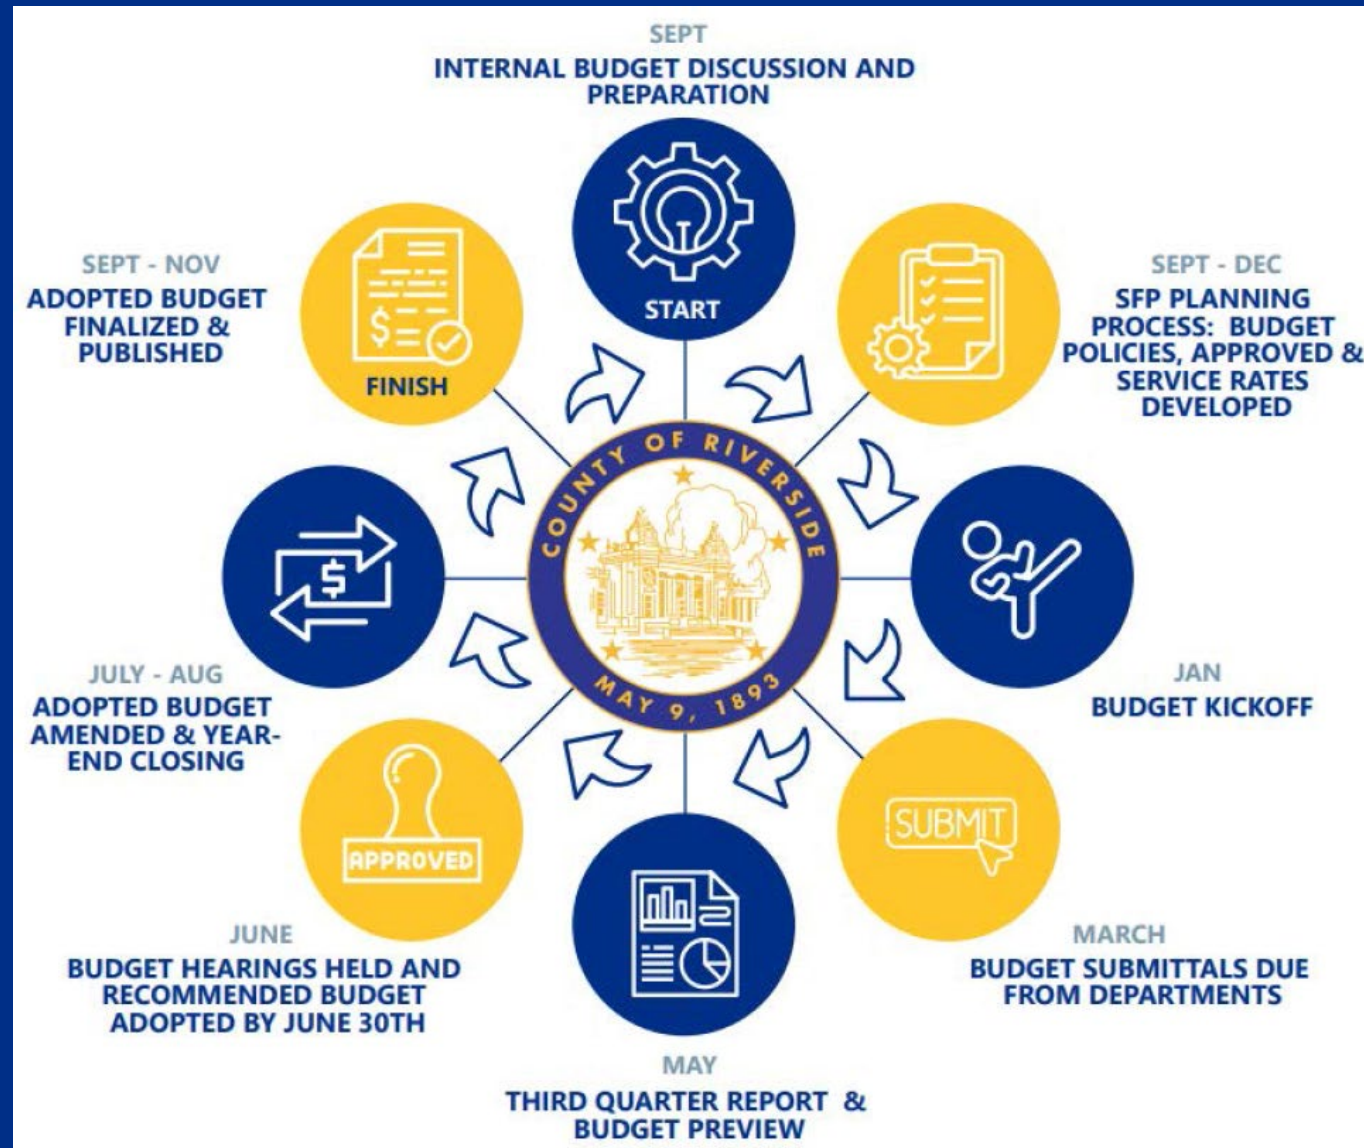 SEPT
INTERNAL BUDGET DISCUSSION AND
PREPARATION
START
SEPT - DEC
SFP PLANNING
PROCESS: BUDGET
POLICIES, APPROVED &
SERVICE RATES
DEVELOPED
JAN
BUDGET KICKOFF
SUBMIT
MARCH
BUDGET SUBMITTALS DUE
FROM DEPARTMENTS
MAY
THIRD QUARTER REPORT &
BUDGET PREVIEW
APPROVED
JUNE
BUDGET HEARINGS HELD AND
RECOMMENDED BUDGET
ADOPTED BY JUNE 30TH
$
JULY - AUG
ADOPTED BUDGET
AMENDED & YEAR-
END CLOSING
$
FINISH
SEPT - NOV
ADOPTED BUDGET
FINALIZED &
PUBLISHED
COUNTY OF RIVERSIDE
MAY 9, 1893